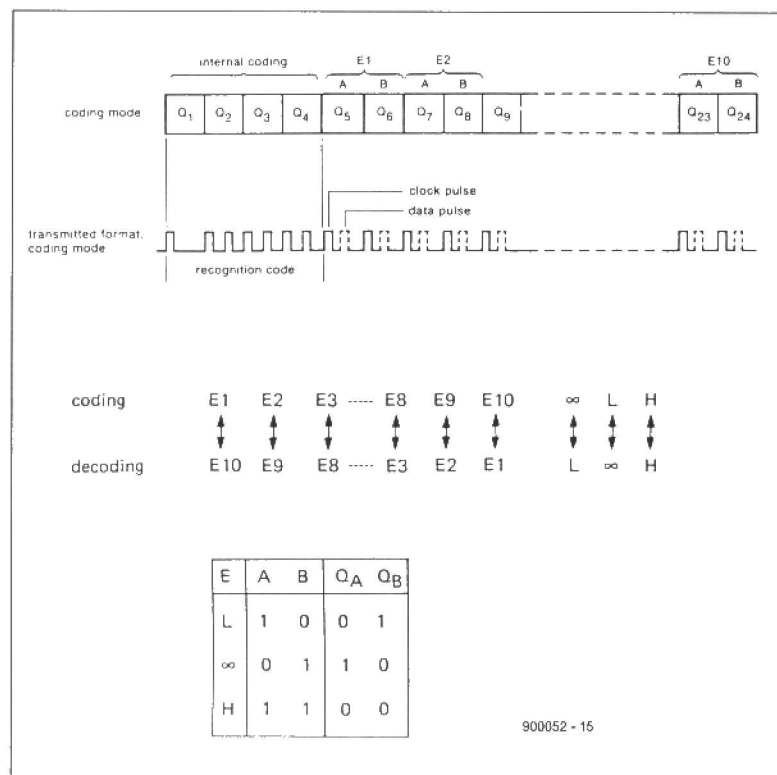 internal coding E1 E2 E10
A B A B A B
coding mode Q1 Q2 Q3 Q4 Q5 Q6 Q7 Q8 Q9 Q23 Q24
clock pulse
data pulse
transmitted format,
coding mode
recognition code
coding E1 E2 E3 ----- E8 E9 E10 ∞ L H
decoding E10 E9 E8 ----- E3 E2 E1 L ∞ H
E A B QA QB
L 1 0 0 1
∞ 0 1 1 0
H 1 1 0 0
900052 - 15